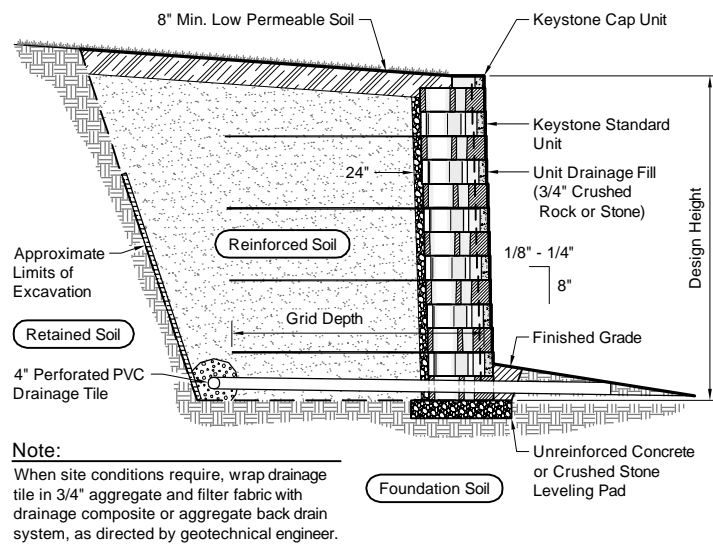 8" Min. Low Permeable Soil
Keystone Cap Unit
Keystone Standard
Unit
24"
Unit Drainage Fill
(3/4" Crushed
Rock or Stone)
Design Height
Reinforced Soil
1/8" - 1/4"
8"
Approximate
Limits of
Excavation
Grid Depth
Retained Soil
Finished Grade
4" Perforated PVC
Drainage Tile
Note:
When site conditions require, wrap drainage
tile in 3/4" aggregate and filter fabric with
drainage composite or aggregate back drain
system, as directed by geotechnical engineer.
Foundation Soil
Unreinforced Concrete
or Crushed Stone
Leveling Pad